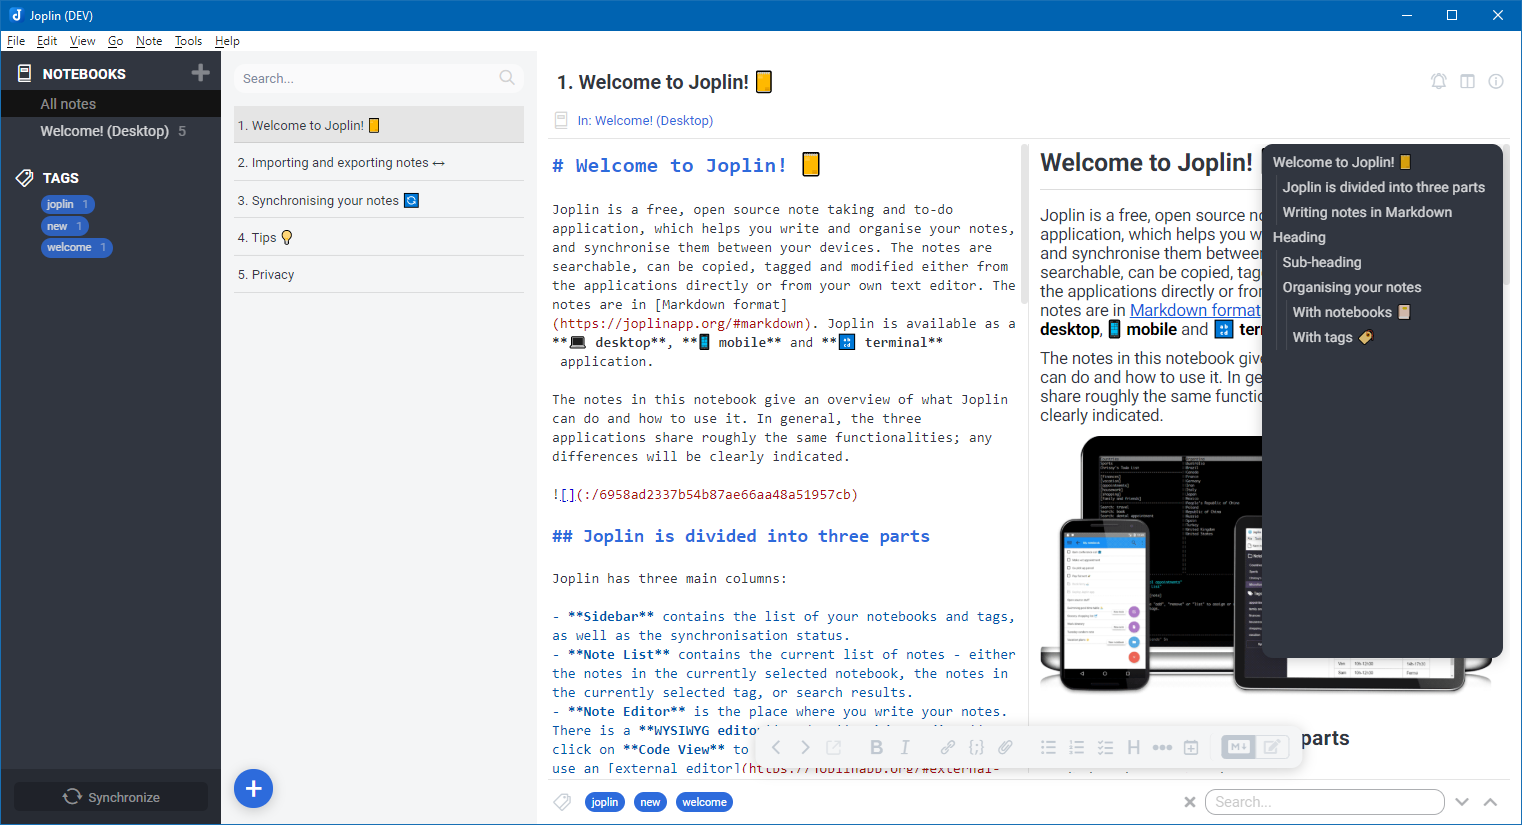 Joplin (DEV)
File Edit View Go Note Tools Help
NOTEBOOKS
All notes
Welcome! (Desktop) 5
TAGS
joplin 1
new 1
welcome 1
Synchronize
Search...
1. Welcome to Joplin!
2. Importing and exporting notes ↔
3. Synchronising your notes
4. Tips
5. Privacy
1. Welcome to Joplin!
In: Welcome! (Desktop)
# Welcome to Joplin!
Joplin is a free, open source note taking and to-do
application, which helps you write and organise your notes,
and synchronise them between your devices. The notes are
searchable, can be copied, tagged and modified either from
the applications directly or from your own text editor. The
notes are in [Markdown format]
(https://joplinapp.org/#markdown). Joplin is available as a
**💻 desktop**, **📱 mobile** and **🔡 terminal**
application.
The notes in this notebook give an overview of what Joplin
can do and how to use it. In general, the three
applications share roughly the same functionalities; any
differences will be clearly indicated.
![](:/6958ad2337b54b87ae66aa48a51957cb)
## Joplin is divided into three parts
Joplin has three main columns:
- **Sidebar** contains the list of your notebooks and tags,
as well as the synchronisation status.
- **Note List** contains the current list of notes - either
the notes in the currently selected notebook, the notes in
the currently selected tag, or search results.
- **Note Editor** is the place where you write your notes.
There is a **WYSIWYG edito
click on **Code View** to
use an [external editor](https://joplinapp.org/#external-
Welcome to Joplin!
Joplin is a free, open source no
application, which helps you w
and synchronise them between
searchable, can be copied, tag
the applications directly or fro
notes are in Markdown format
desktop, 📱 mobile and 🔡 ter
The notes in this notebook give
can do and how to use it. In ge
share roughly the same functio
clearly indicated.
parts
Welcome to Joplin!
Joplin is divided into three parts
Writing notes in Markdown
Heading
Sub-heading
Organising your notes
With notebooks
With tags
B I H M↓
joplin new welcome
Search...